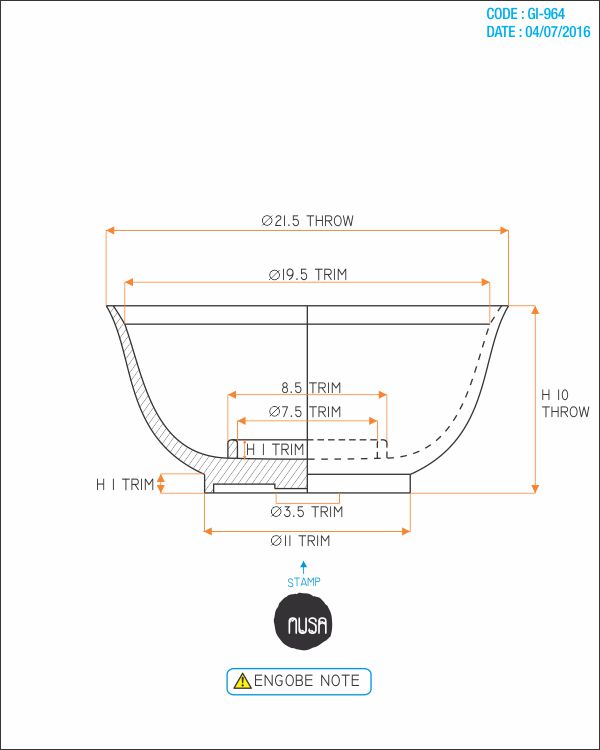 CODE : GI-964
DATE : 04/07/2016
Ø21.5 THROW
Ø19.5 TRIM
8.5 TRIM
Ø7.5 TRIM
H 10
THROW
H 1 TRIM
H 1 TRIM
Ø3.5 TRIM
Ø11 TRIM
STAMP
MUSA
ENGOBE NOTE